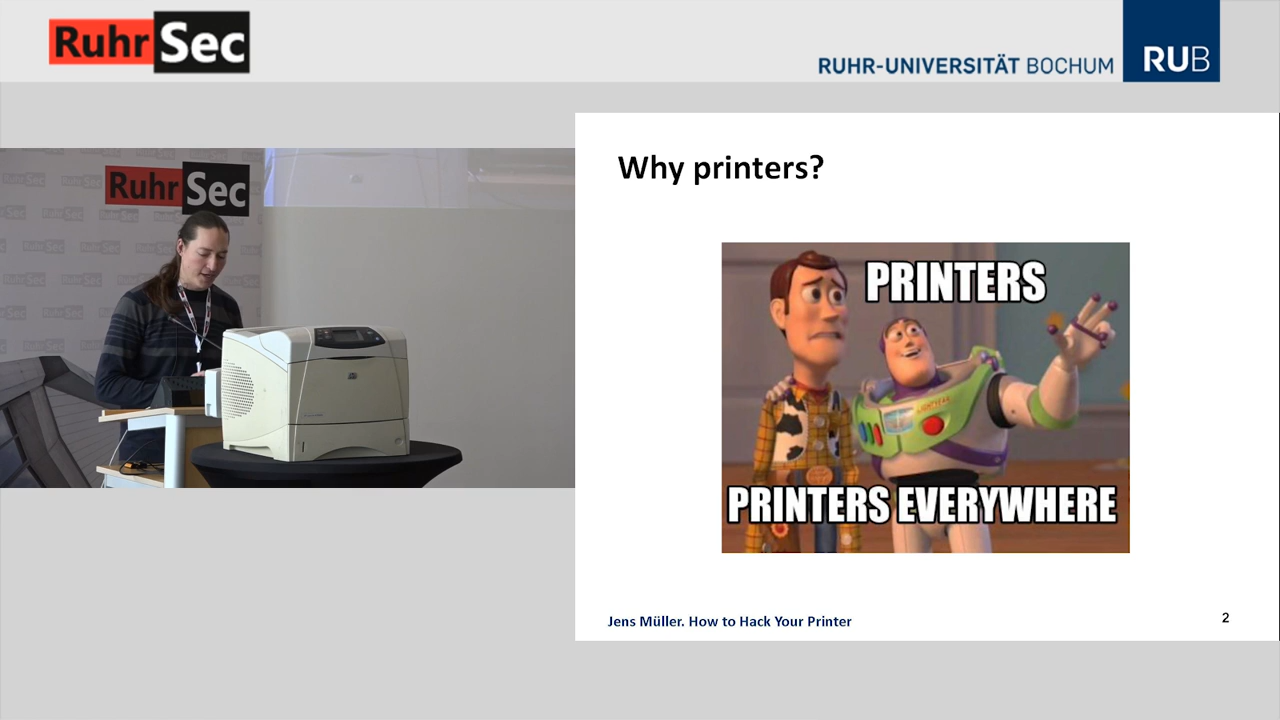 RuhrSec
RUHR-UNIVERSITÄT BOCHUM
RUB
RuhrSec
Why printers?
PRINTERS
LIGHTYEAR
PRINTERS EVERYWHERE
Jens Müller. How to Hack Your Printer
2